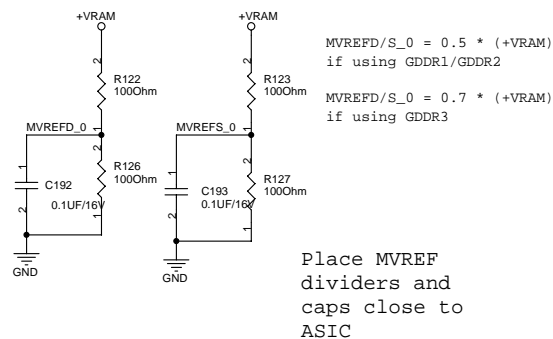 +VRAM
+VRAM
MVREFD/S_0 = 0.5 * (+VRAM)
if using GDDR1/GDDR2
MVREFD/S_0 = 0.7 * (+VRAM)
if using GDDR3
2
R122
100Ohm
1
MVREFD_0
2
R123
100Ohm
1
MVREFS_0
1
C192
0.1UF/16V
2
2
R126
100Ohm
1
1
C193
0.1UF/16V
2
2
R127
100Ohm
1
GND
GND
Place MVREF
dividers and
caps close to
ASIC